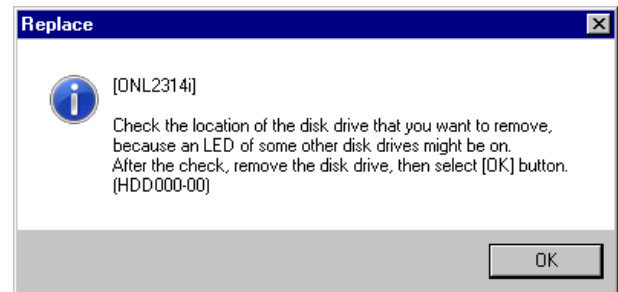 Replace
[ONL2314i]
Check the location of the disk drive that you want to remove,
because an LED of some other disk drives might be on.
After the check, remove the disk drive, then select [OK] button.
(HDD000-00)
OK